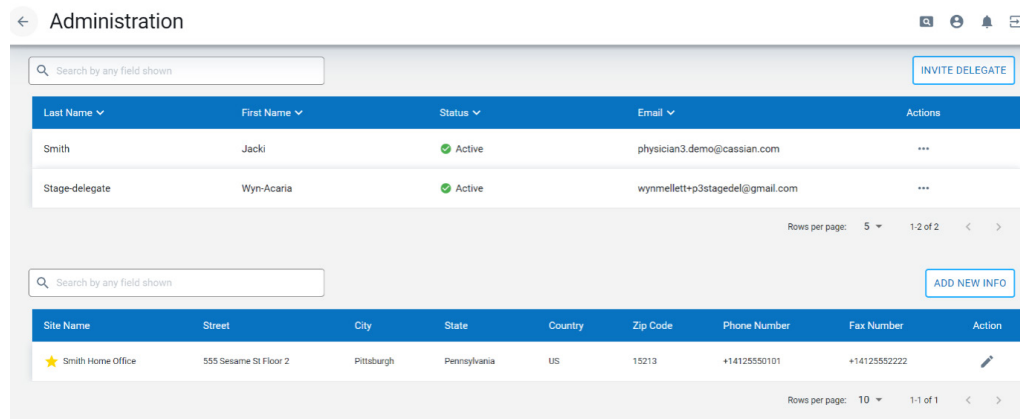 Administration
Search by any field shown
INVITE DELEGATE
Last Name First Name Status Email Actions
Smith Jacki Active physician3.demo@cassian.com
Stage-delegate Wyn-Acaria Active wynmellett+p3stagedel@gmail.com
Rows per page: 5 1-2 of 2
Search by any field shown
ADD NEW INFO
Site Name Street City State Country Zip Code Phone Number Fax Number Action
Smith Home Office 555 Sesame St Floor 2 Pittsburgh Pennsylvania US 15213 +14125550101 +14125552222
Rows per page: 10 1-1 of 1